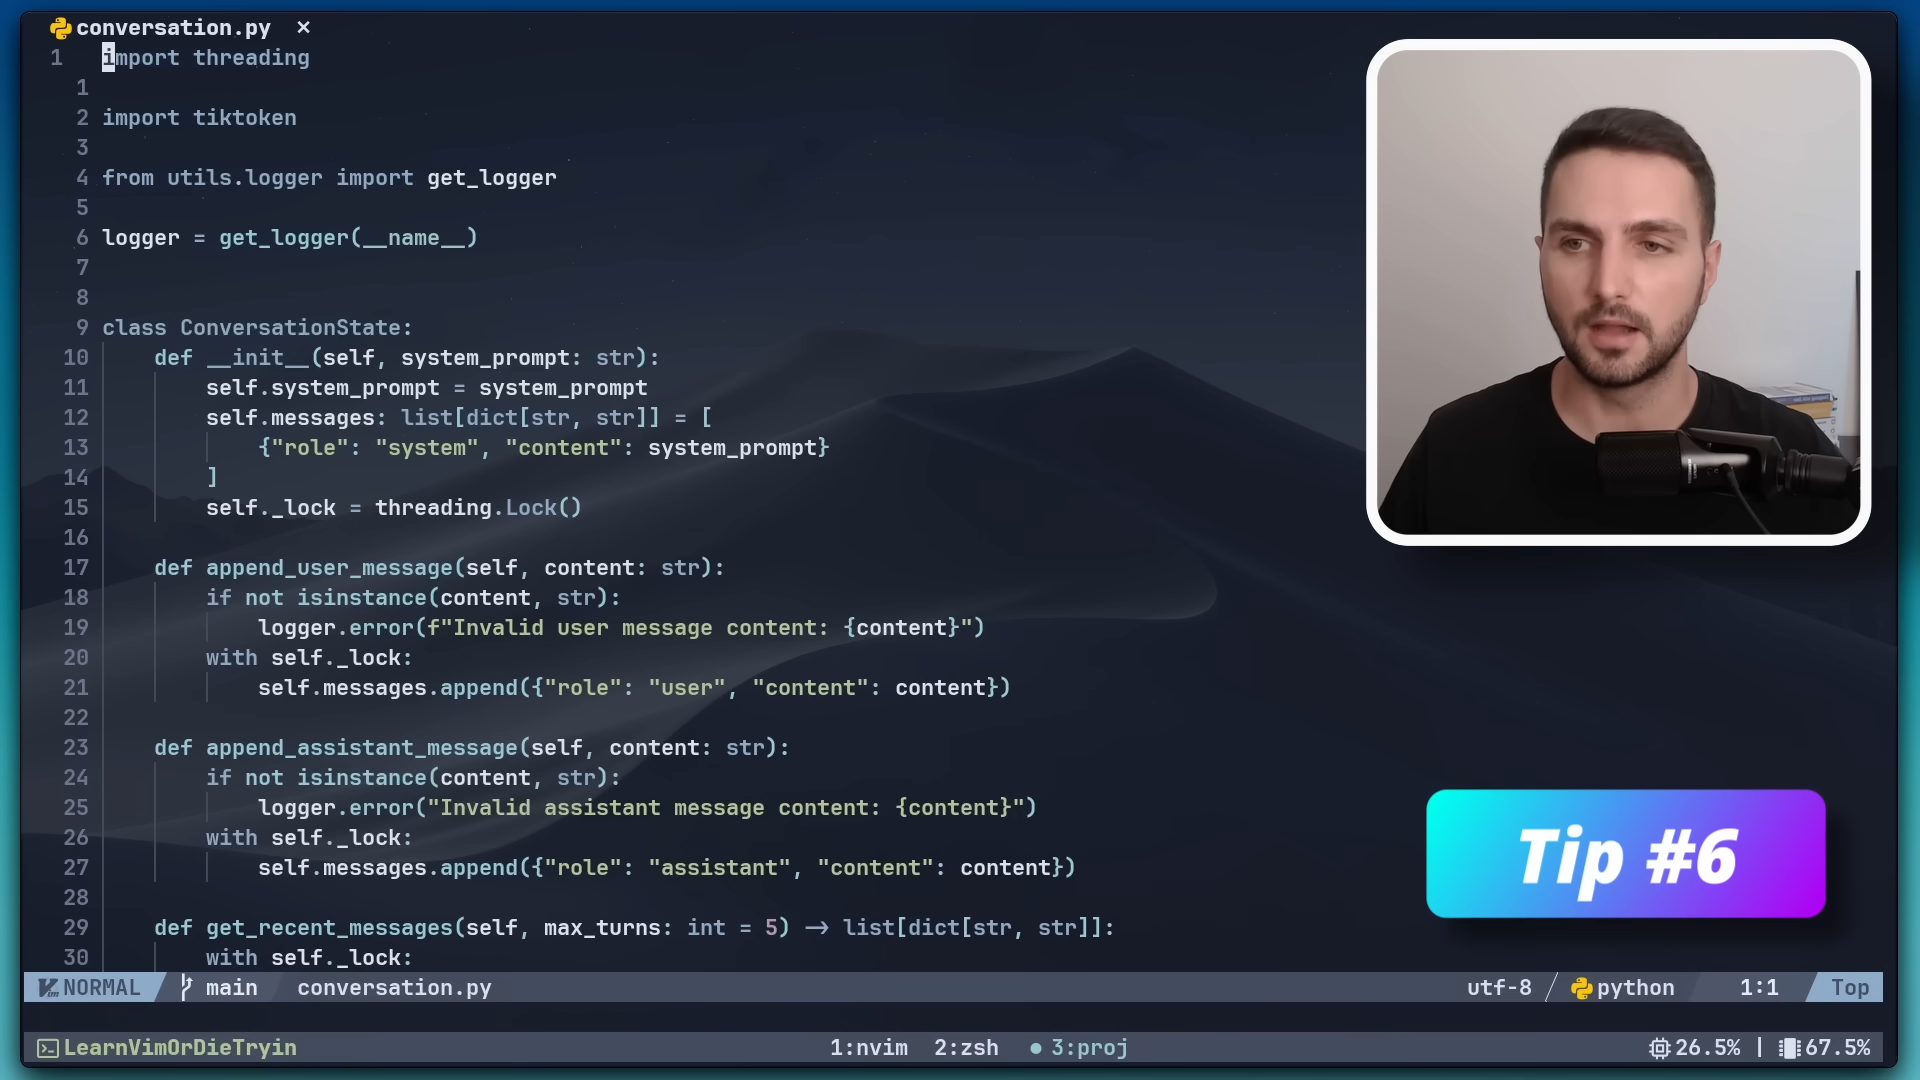 conversation.py ×
1 import threading
1
2 import tiktoken
3
4 from utils.logger import get_logger
5
6 logger = get_logger(__name__)
7
8
9 class ConversationState:
10 def __init__(self, system_prompt: str):
11 self.system_prompt = system_prompt
12 self.messages: list[dict[str, str]] = [
13 {"role": "system", "content": system_prompt}
14 ]
15 self._lock = threading.Lock()
16
17 def append_user_message(self, content: str):
18 if not isinstance(content, str):
19 logger.error(f"Invalid user message content: {content}")
20 with self._lock:
21 self.messages.append({"role": "user", "content": content})
22
23 def append_assistant_message(self, content: str):
24 if not isinstance(content, str):
25 logger.error("Invalid assistant message content: {content}")
26 with self._lock:
27 self.messages.append({"role": "assistant", "content": content})
28
29 def get_recent_messages(self, max_turns: int = 5) → list[dict[str, str]]:
30 with self._lock:
Tip #6
NORMAL main conversation.py utf-8 python 1:1 Top
LearnVimOrDieTryin 1:nvim 2:zsh ● 3:proj 26.5% | 67.5%